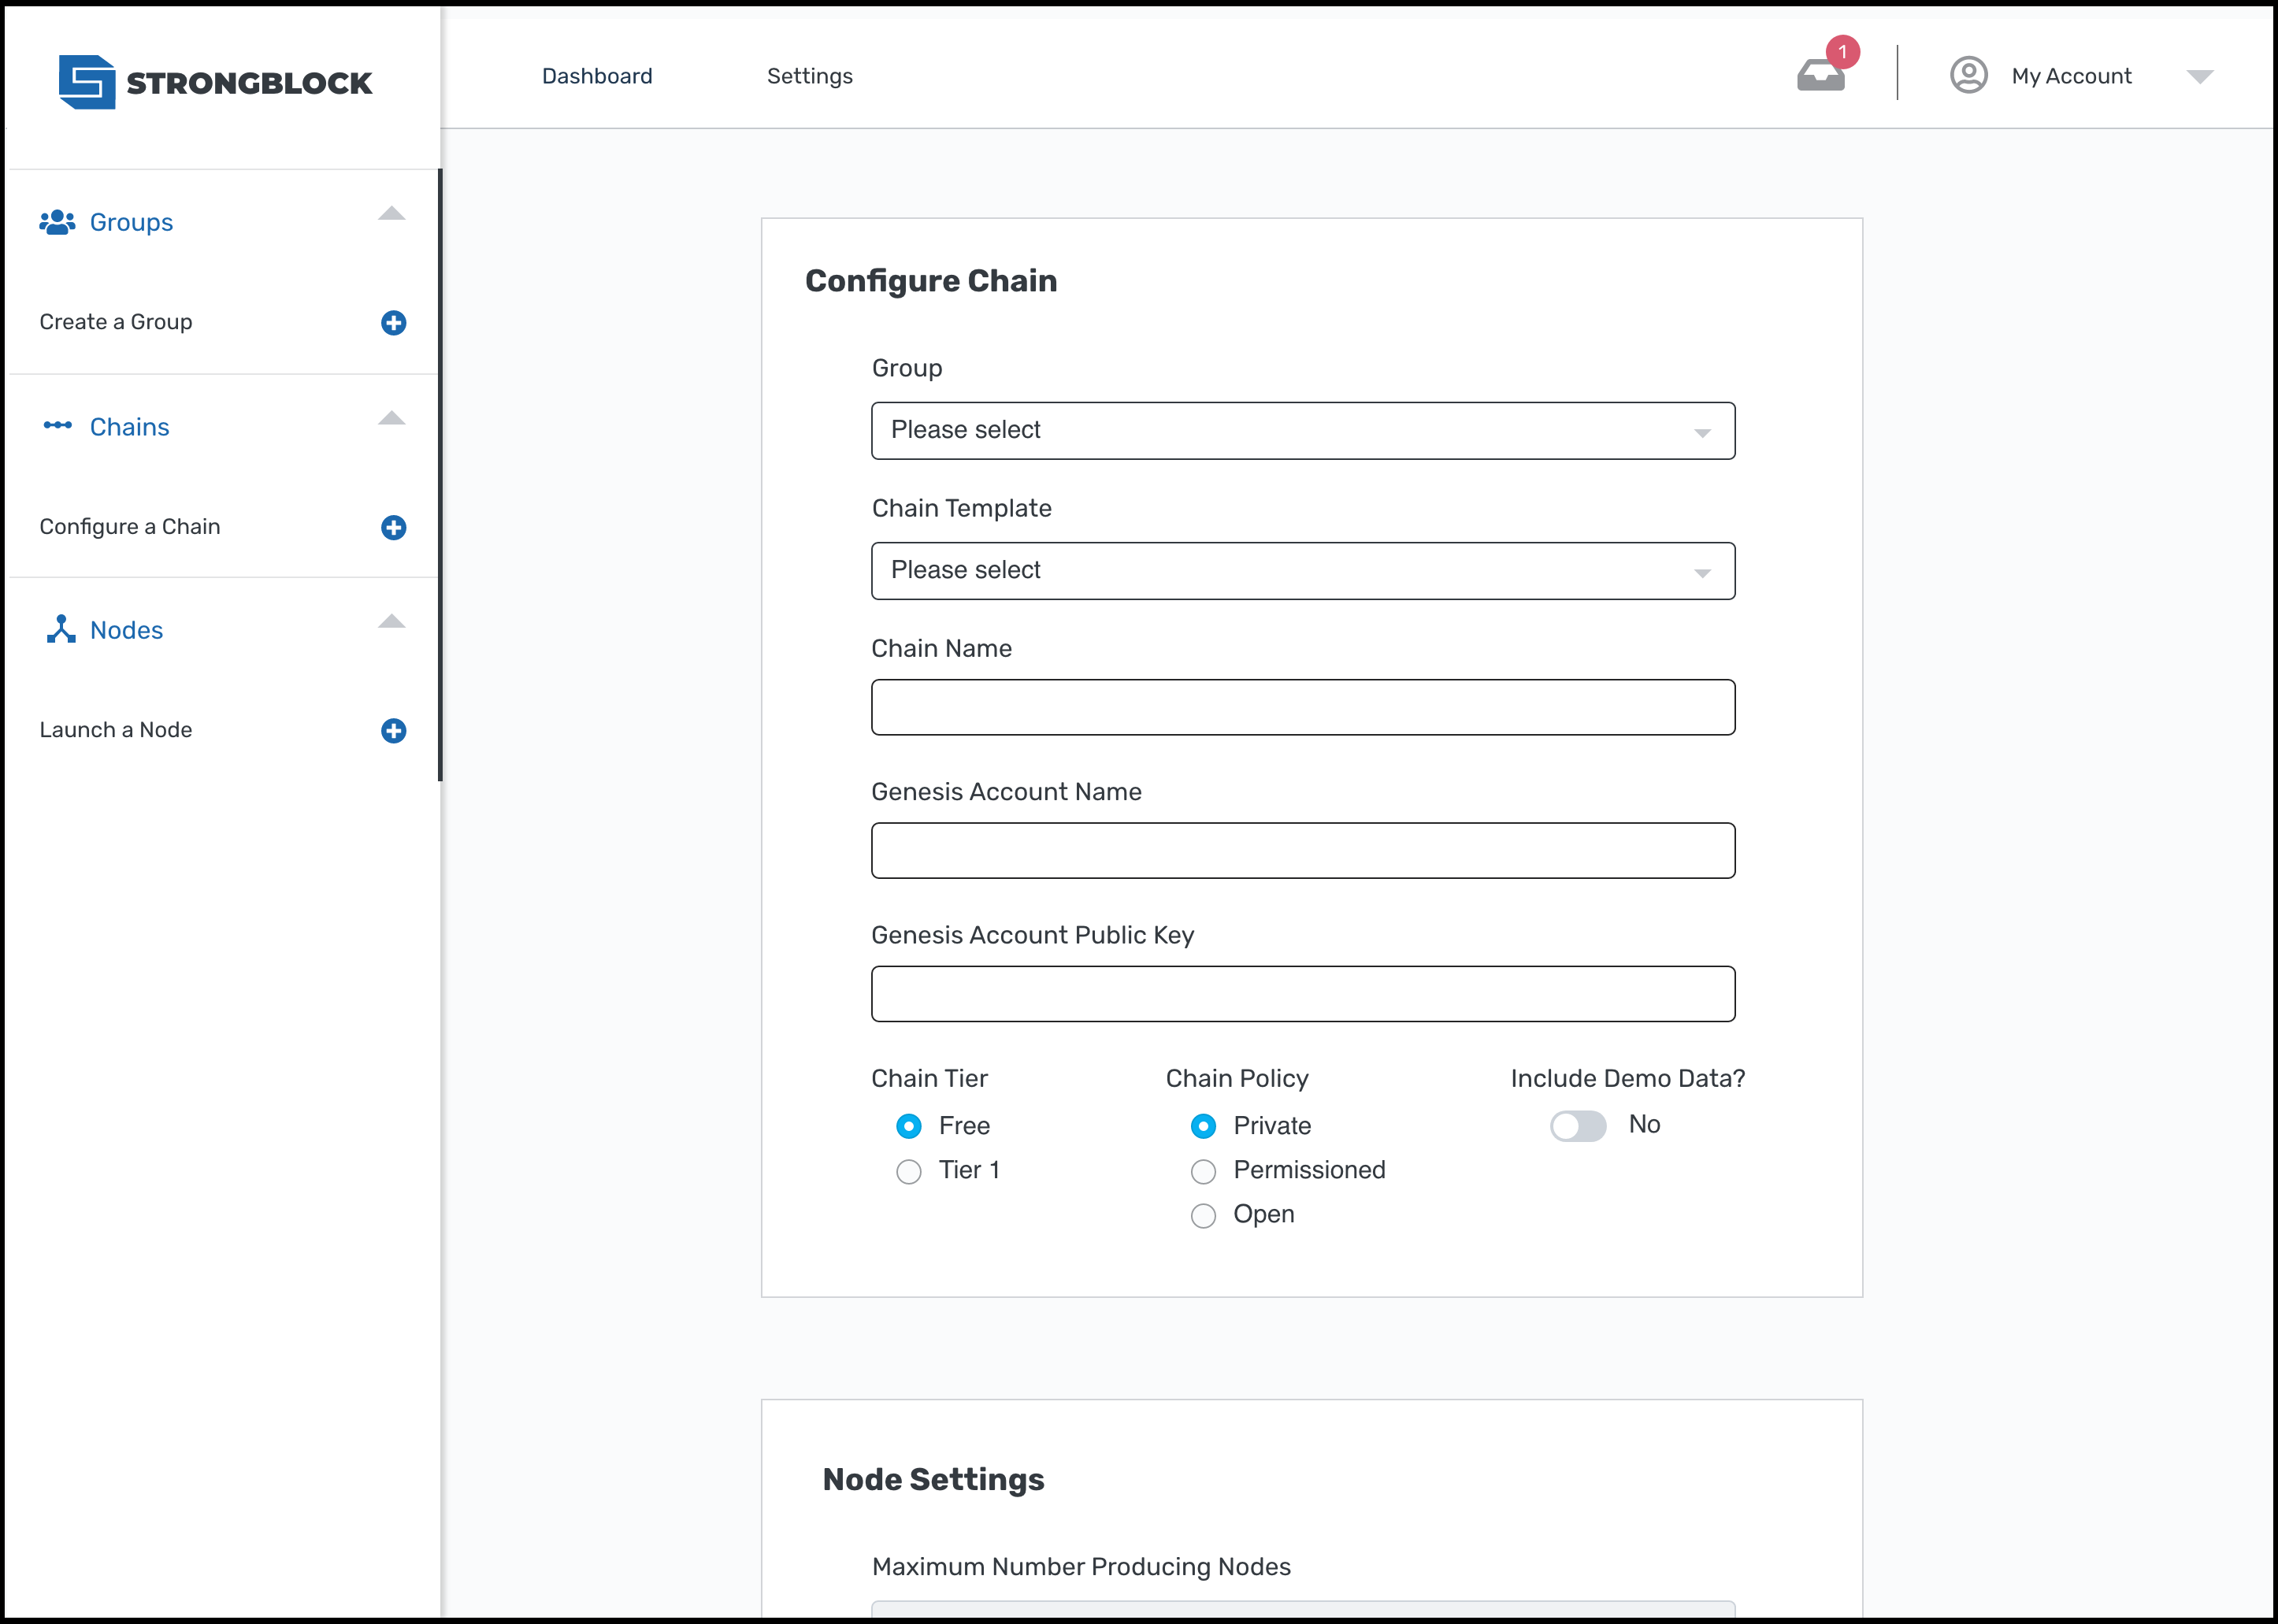 STRONGBLOCK
Dashboard
Settings
1
My Account
Groups
Create a Group
Chains
Configure a Chain
Nodes
Launch a Node
Configure Chain
Group
Please select
Chain Template
Please select
Chain Name
Genesis Account Name
Genesis Account Public Key
Chain Tier
Free
Tier 1
Chain Policy
Private
Permissioned
Open
Include Demo Data?
No
Node Settings
Maximum Number Producing Nodes